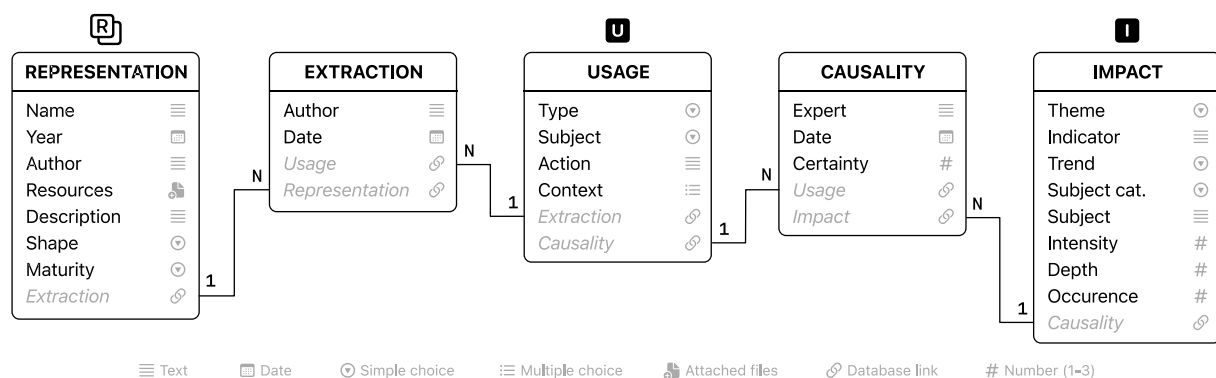 R
U
I
REPRESENTATION
Name
Year
Author
Resources
Description
Shape
Maturity
Extraction
1
N
EXTRACTION
Author
Date
Usage
Representation
N
1
USAGE
Type
Subject
Action
Context
Extraction
Causality
1
N
CAUSALITY
Expert
Date
Certainty #
Usage
Impact
N
1
IMPACT
Theme
Indicator
Trend
Subject cat.
Subject
Intensity #
Depth #
Occurence #
Causality
Text Date Simple choice Multiple choice Attached files Database link # Number (1-3)